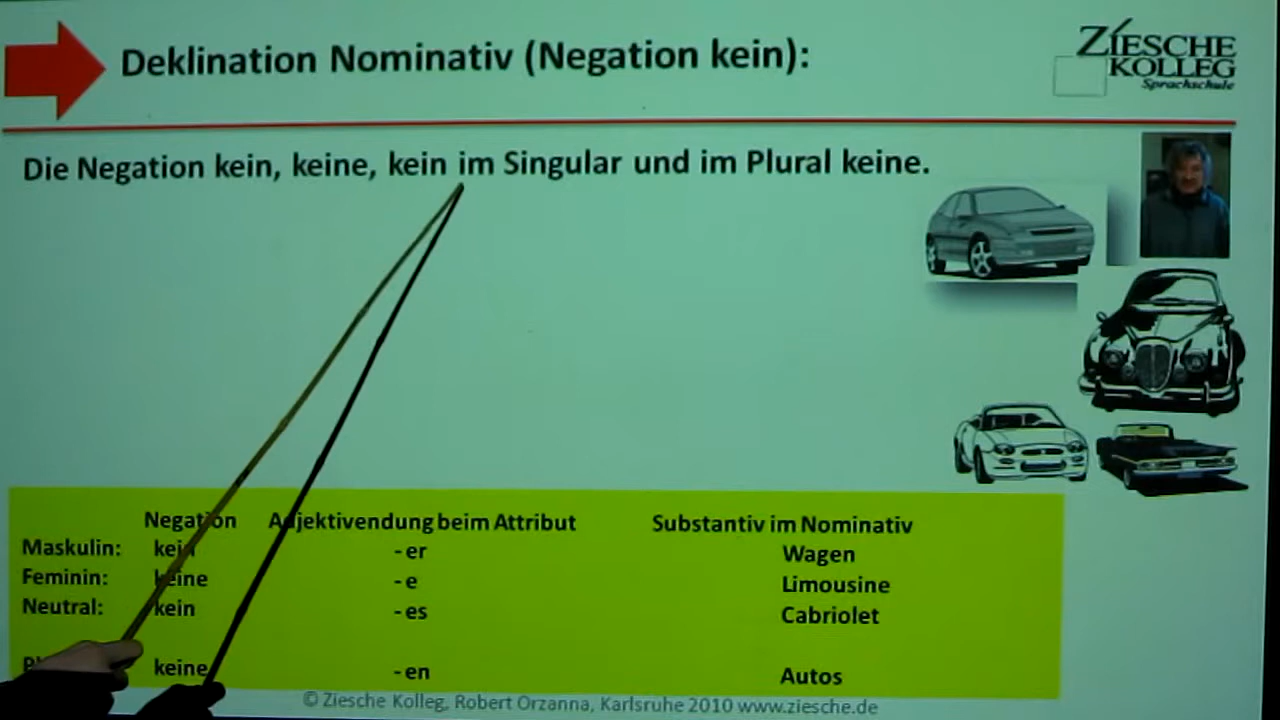 Deklination Nominativ (Negation kein):
ZIESCHE
KOLLEG
Sprachschule
Die Negation kein, keine, kein im Singular und im Plural keine.
Negation Adjektivendung beim Attribut Substantiv im Nominativ
Maskulin: kein -er Wagen
Feminin: keine -e Limousine
Neutral: kein -es Cabriolet
keine -en Autos
© Ziesche Kolleg, Robert Orzanna, Karlsruhe 2010 www.ziesche.de